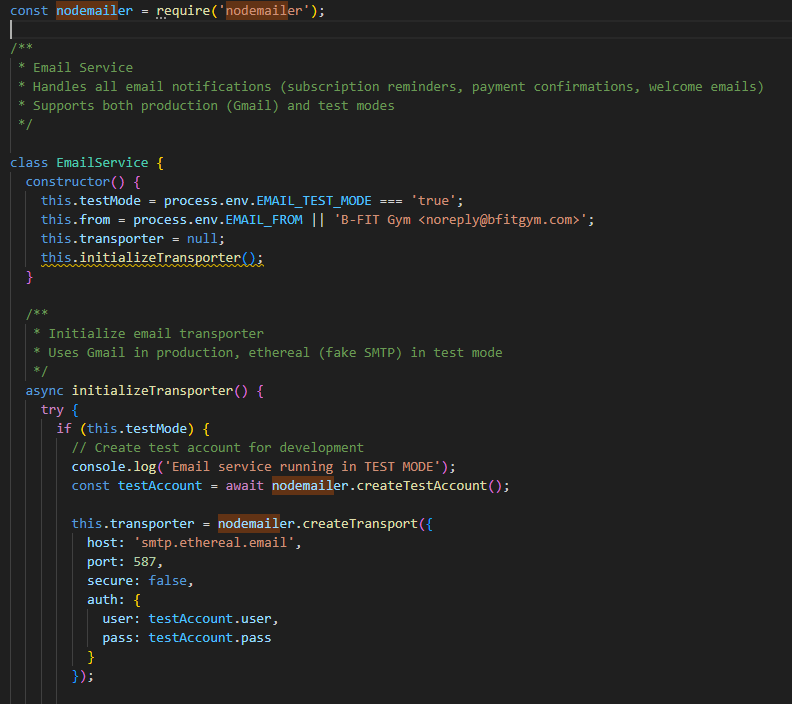 const nodemailer = require('nodemailer');
/**
 * Email Service
 * Handles all email notifications (subscription reminders, payment confirmations, welcome emails)
 * Supports both production (Gmail) and test modes
 */
class EmailService {
  constructor() {
    this.testMode = process.env.EMAIL_TEST_MODE === 'true';
    this.from = process.env.EMAIL_FROM || 'B-FIT Gym <noreply@bfitgym.com>';
    this.transporter = null;
    this.initializeTransporter();
  }
  /**
   * Initialize email transporter
   * Uses Gmail in production, ethereal (fake SMTP) in test mode
   */
  async initializeTransporter() {
    try {
      if (this.testMode) {
        // Create test account for development
        console.log('Email service running in TEST MODE');
        const testAccount = await nodemailer.createTestAccount();
        this.transporter = nodemailer.createTransport({
          host: 'smtp.ethereal.email',
          port: 587,
          secure: false,
          auth: {
            user: testAccount.user,
            pass: testAccount.pass
          }
        });